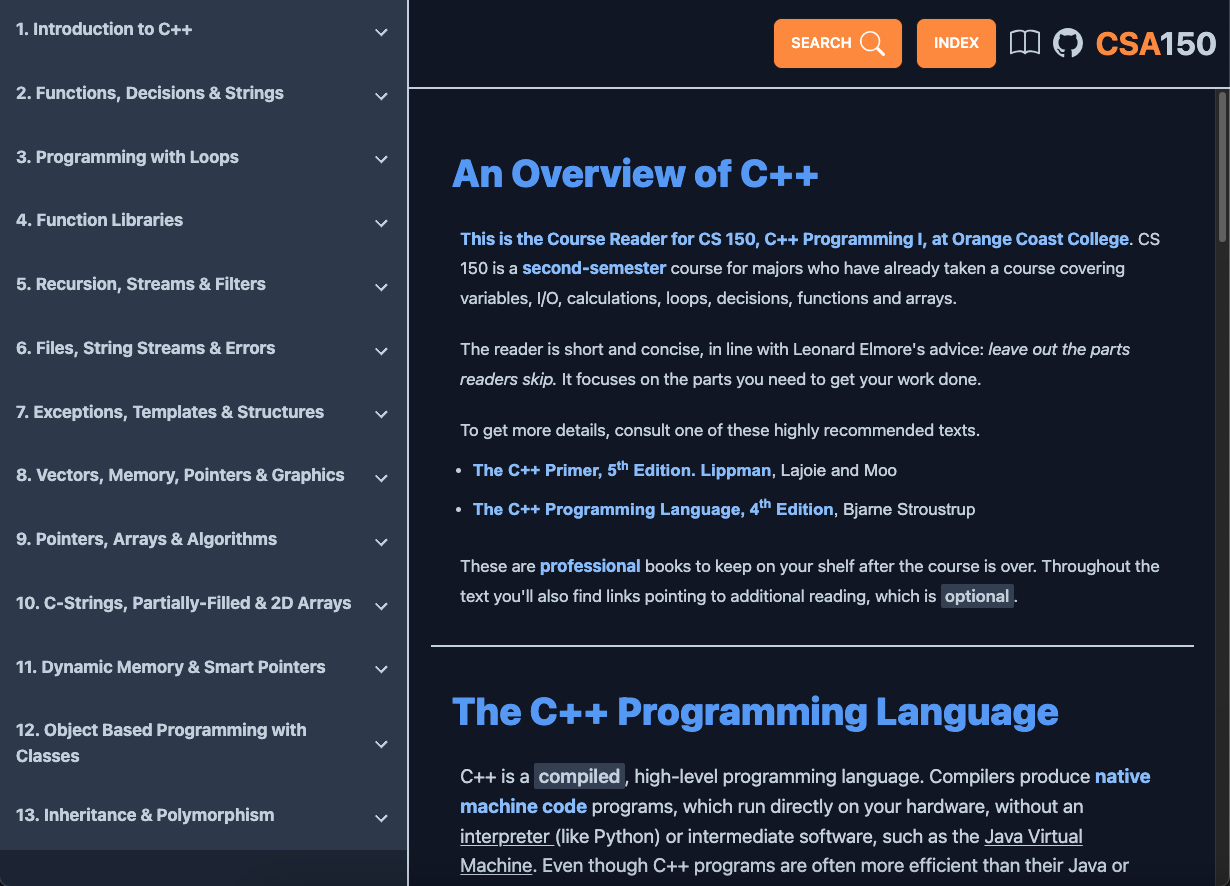 1. Introduction to C++
2. Functions, Decisions & Strings
3. Programming with Loops
4. Function Libraries
5. Recursion, Streams & Filters
6. Files, String Streams & Errors
7. Exceptions, Templates & Structures
8. Vectors, Memory, Pointers & Graphics
9. Pointers, Arrays & Algorithms
10. C-Strings, Partially-Filled & 2D Arrays
11. Dynamic Memory & Smart Pointers
12. Object Based Programming with
Classes
13. Inheritance & Polymorphism
SEARCH INDEX CSA150
An Overview of C++
This is the Course Reader for CS 150, C++ Programming I, at Orange Coast College. CS
150 is a second-semester course for majors who have already taken a course covering
variables, I/O, calculations, loops, decisions, functions and arrays.
The reader is short and concise, in line with Leonard Elmore's advice: leave out the parts
readers skip. It focuses on the parts you need to get your work done.
To get more details, consult one of these highly recommended texts.
• The C++ Primer, 5th Edition. Lippman, Lajoie and Moo
• The C++ Programming Language, 4th Edition, Bjarne Stroustrup
These are professional books to keep on your shelf after the course is over. Throughout the
text you'll also find links pointing to additional reading, which is optional.
The C++ Programming Language
C++ is a compiled, high-level programming language. Compilers produce native
machine code programs, which run directly on your hardware, without an
interpreter (like Python) or intermediate software, such as the Java Virtual
Machine. Even though C++ programs are often more efficient than their Java or